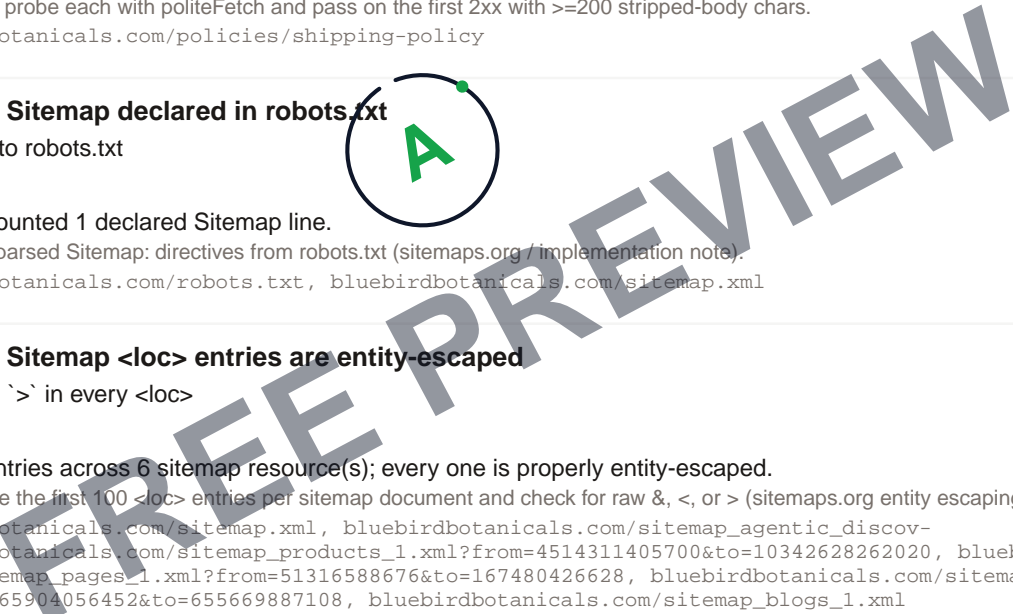 probe each with politeFetch and pass on the first 2xx with >=200 stripped-body chars.
otanicals.com/policies/shipping-policy
Sitemap declared in robots.txt
to robots.txt
A
ounted 1 declared Sitemap line.
parsed Sitemap: directives from robots.txt (sitemaps.org / implementation note).
otanicals.com/robots.txt, bluebirdbotanicals.com/sitemap.xml
Sitemap <loc> entries are entity-escaped
`>` in every <loc>
ntries across 6 sitemap resource(s); every one is properly entity-escaped.
e the first 100 <loc> entries per sitemap document and check for raw &, <, or > (sitemaps.org entity escaping
otanicals.com/sitemap.xml, bluebirdbotanicals.com/sitemap_agentic_discov-
otanicals.com/sitemap_products_1.xml?from=4514311405700&to=10342628262020, blueb
emap_pages_1.xml?from=51316588676&to=167480426628, bluebirdbotanicals.com/sitema
65904056452&to=655669887108, bluebirdbotanicals.com/sitemap_blogs_1.xml
FREE PREVIEW